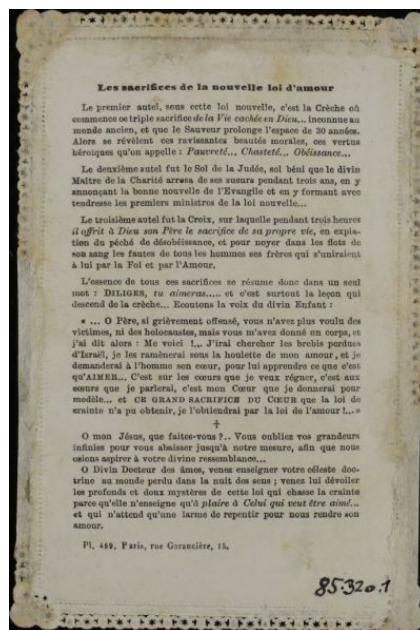 Les sacrifices de la nouvelle loi d'amour
Le premier autel, sous cette loi nouvelle, c'est la Crèche où
commence ce triple sacrifice de la Vie cachée en Dieu... inconnue au
monde ancien, et que le Sauveur prolonge l'espace de 30 années.
Alors se révèlent ces ravissantes beautés morales, ces vertus
héroïques qu'on appelle : Pauvreté... Chasteté... Obéissance...
Le deuxième autel fut le Sol de la Judée, sol béni que le divin
Maître de la Charité arrosa de ses sueurs pendant trois ans, en y
annonçant la bonne nouvelle de l'Evangile et en y formant avec
tendresse les premiers ministres de la loi nouvelle...
Le troisième autel fut la Croix, sur laquelle pendant trois heures
il offrit à Dieu son Père le sacrifice de sa propre vie, en expia-
tion du péché de désobéissance, et pour noyer dans les flots de
son sang les fautes de tous les hommes ses frères qui s'uniraient
à lui par la Foi et par l'Amour.
L'essence de tous ces sacrifices se résume donc dans un seul
mot : DILIGES, tu aimeras..... et c'est surtout la leçon qui
descend de la crèche... Ecoutons la voix du divin Enfant :
« ... O Père, si grièvement offensé, vous n'avez plus voulu des
victimes, ni des holocaustes, mais vous m'avez donné un corps, et
j'ai dit alors : Me voici !... J'irai chercher les brebis perdues
d'Israël, je les ramènerai sous la houlette de mon amour, et je
demanderai à l'homme son cœur, pour lui apprendre ce que c'est
qu'AIMER... C'est sur les cœurs que je veux régner, c'est aux
cœurs que je parlerai, c'est mon Cœur que je donnerai pour
modèle... et CE GRAND SACRIFICE DU CŒUR que la loi de
crainte n'a pu obtenir, je l'obtiendrai par la loi de l'amour !... »
O mon Jésus, que faites-vous ?.. Vous oubliez vos grandeurs
infinies pour vous abaisser jusqu'à notre mesure, afin que nous
osions aspirer à votre divine ressemblance...
O Divin Docteur des âmes, venez enseigner votre céleste doc-
trine au monde perdu dans la nuit des sens ; venez lui dévoiler
les profonds et doux mystères de cette loi qui chasse la crainte
parce qu'elle n'enseigne qu'à plaire à Celui qui veut être aimé...
et qui n'attend qu'une larme de repentir pour nous rendre son
amour.
Pl. 469, Paris, rue Garancière, 15.
85.320.1